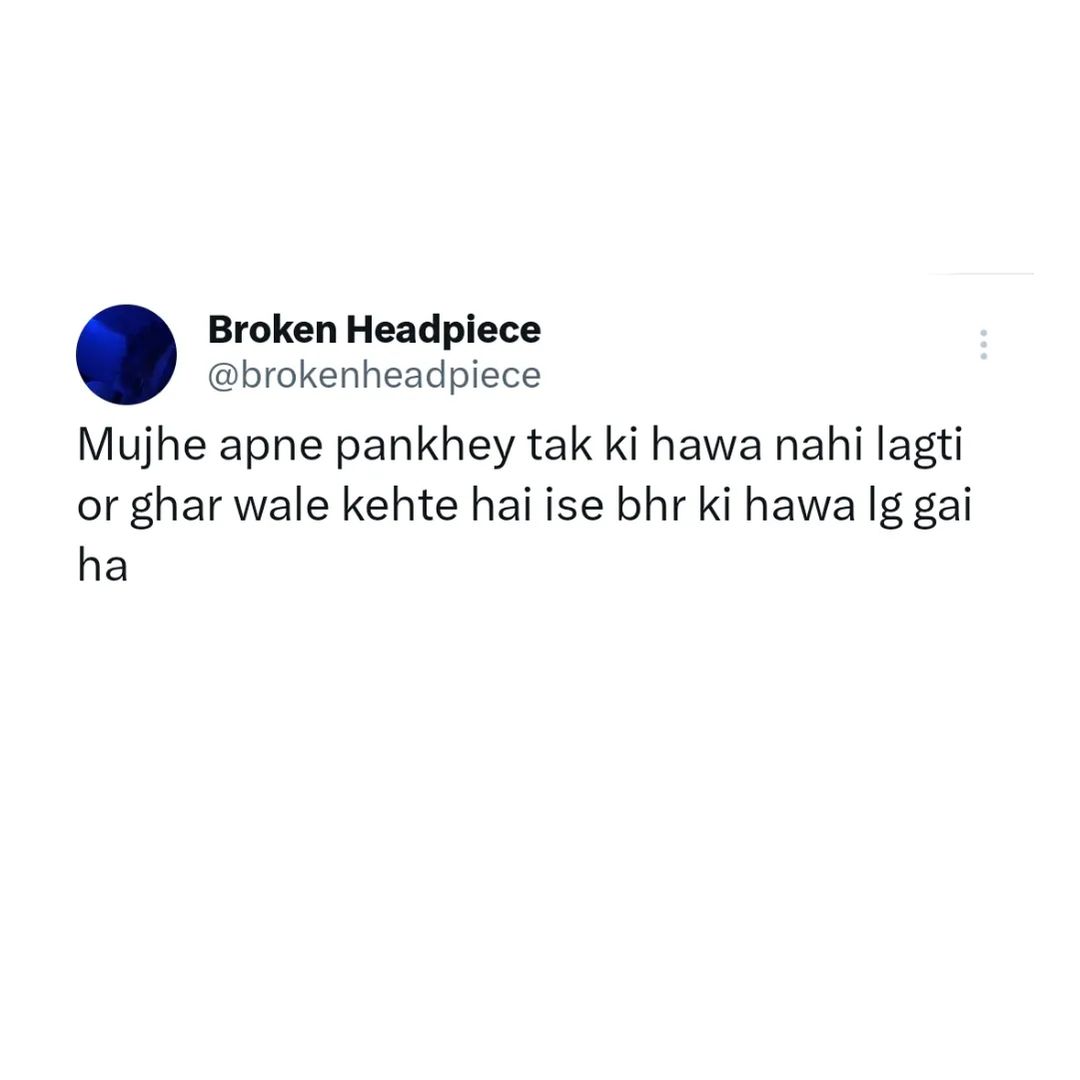 Broken Headpiece
@brokenheadpiece
Mujhe apne pankhey tak ki hawa nahi lagti
or ghar wale kehte hai ise bhr ki hawa lg gai
ha